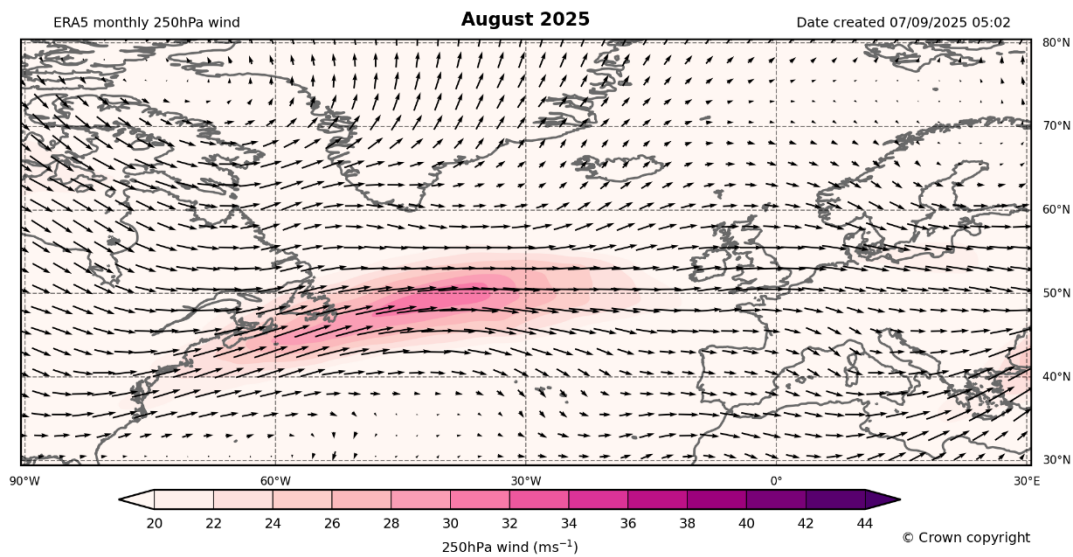 ERA5 monthly 250hPa wind August 2025 Date created 07/09/2025 05:02
80°N
70°N
60°N
50°N
40°N
30°N
90°W 60°W 30°W 0° 30°E
20 22 24 26 28 30 32 34 36 38 40 42 44
250hPa wind (ms⁻¹)
© Crown copyright